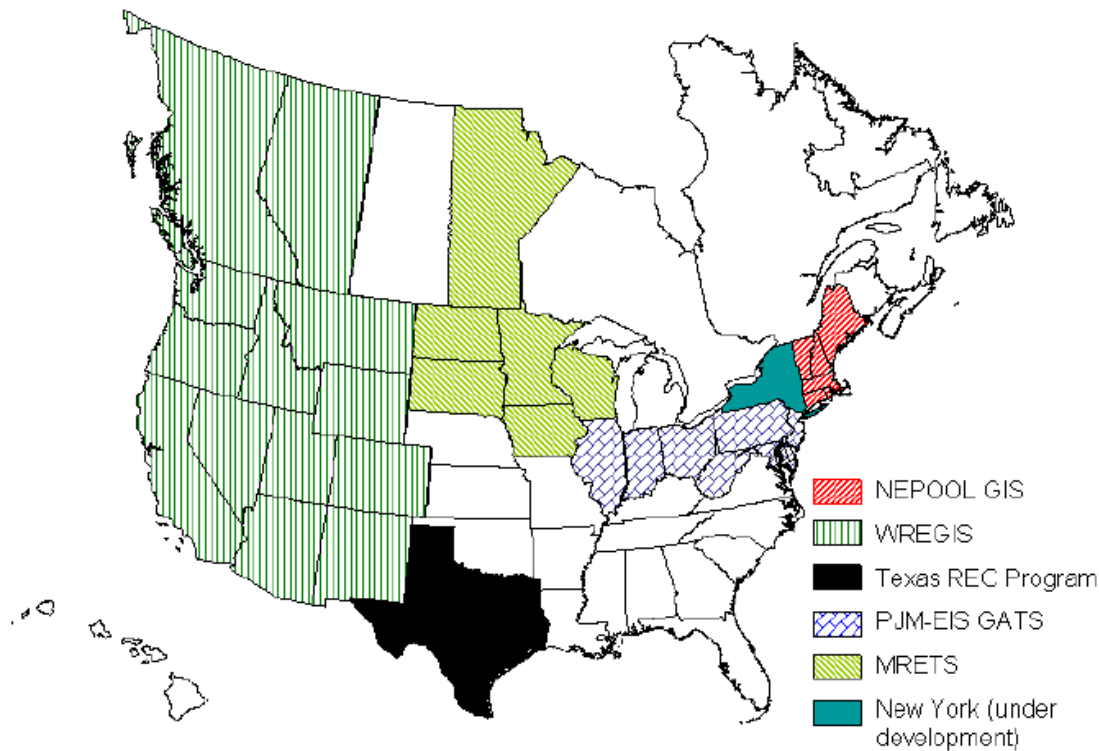 NEPOOL GIS
WREGIS
Texas REC Program
PJM-EIS GATS
MRETS
New York (under
development)